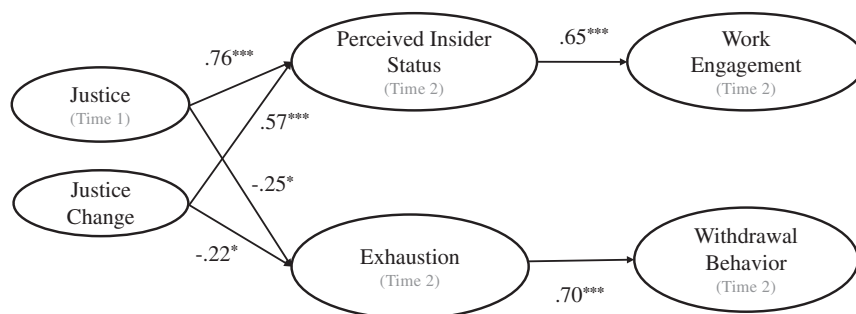 Perceived Insider
Status
(Time 2)
.65***
Work
Engagement
(Time 2)
.76***
Justice
(Time 1)
.57***
Justice
Change
-.25*
-.22*
Exhaustion
(Time 2)
.70***
Withdrawal
Behavior
(Time 2)